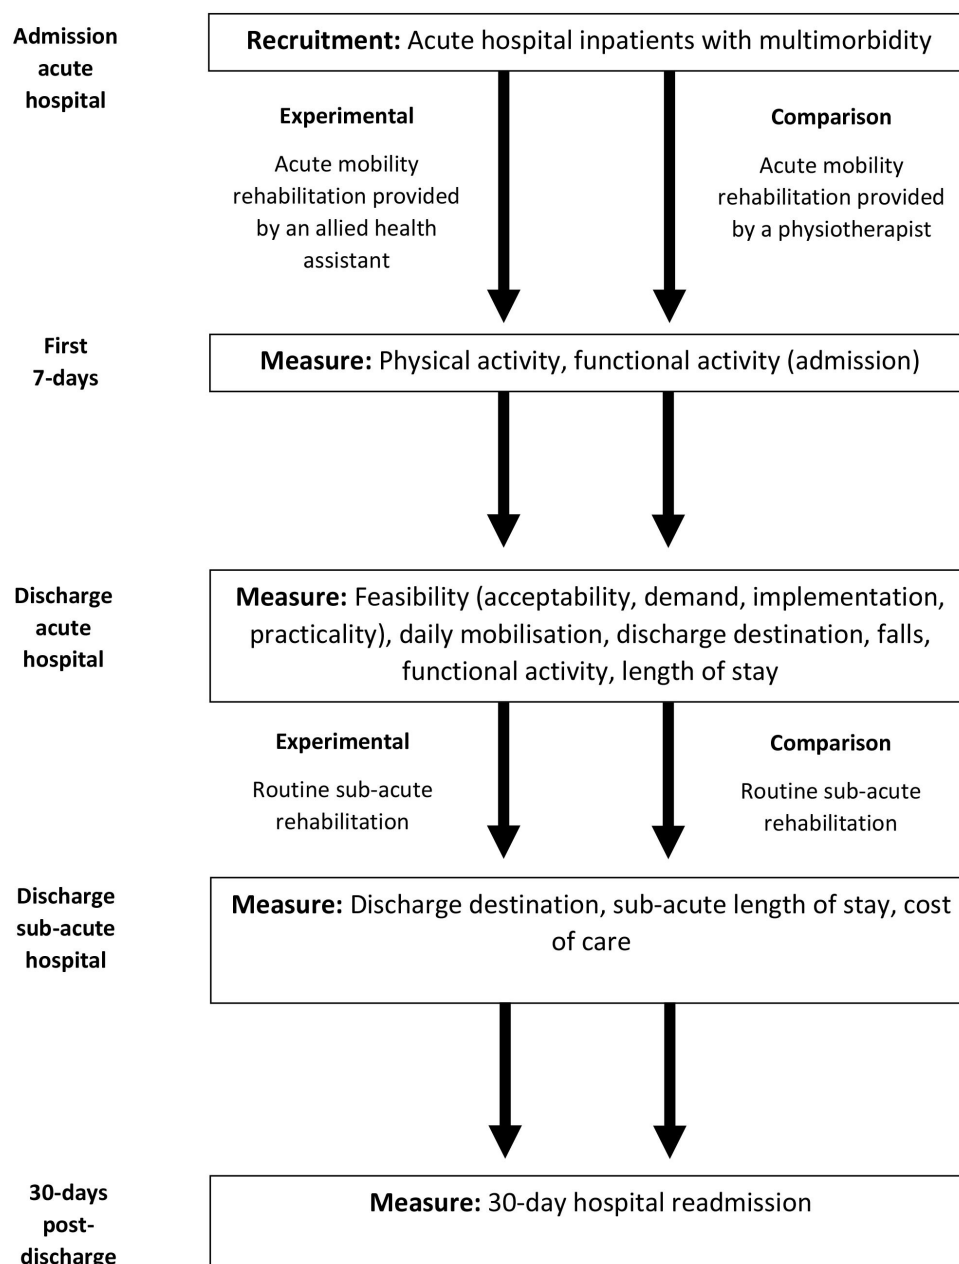 Admission
acute
hospital
Recruitment: Acute hospital inpatients with multimorbidity
Experimental
Acute mobility
rehabilitation provided
by an allied health
assistant
Comparison
Acute mobility
rehabilitation provided
by a physiotherapist
First
7-days
Measure: Physical activity, functional activity (admission)
Discharge
acute
hospital
Measure: Feasibility (acceptability, demand, implementation,
practicality), daily mobilisation, discharge destination, falls,
functional activity, length of stay
Experimental
Routine sub-acute
rehabilitation
Comparison
Routine sub-acute
rehabilitation
Discharge
sub-acute
hospital
Measure: Discharge destination, sub-acute length of stay, cost
of care
30-days
post-
discharge
Measure: 30-day hospital readmission